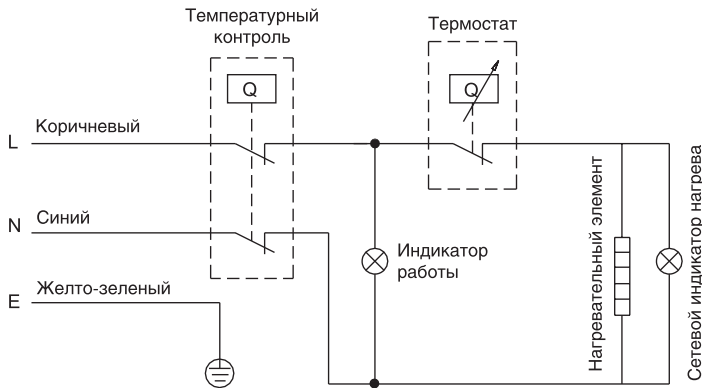 Температурный
контроль
Термостат
Q
Q
L
Коричневый
N
Синий
E
Желто-зеленый
Индикатор
работы
Нагревательный элемент
Сетевой индикатор нагрева